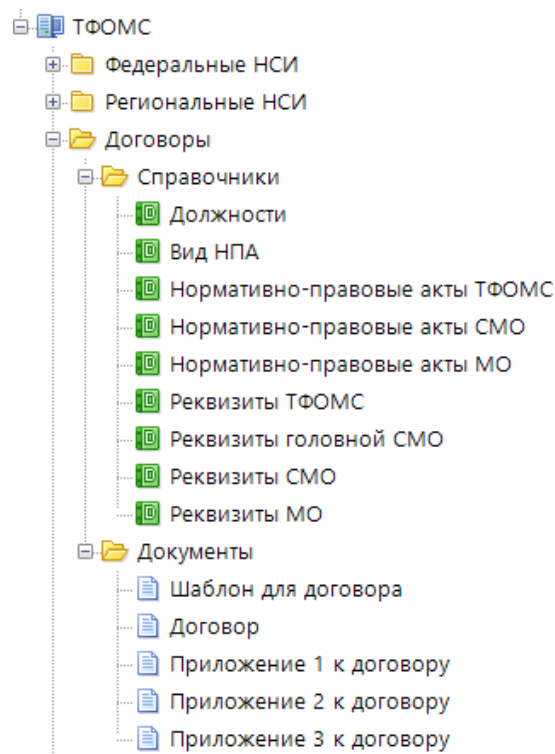 ТФОМС
Федеральные НСИ
Региональные НСИ
Договоры
Справочники
Должности
Вид НПА
Нормативно-правовые акты ТФОМС
Нормативно-правовые акты СМО
Нормативно-правовые акты МО
Реквизиты ТФОМС
Реквизиты головной СМО
Реквизиты СМО
Реквизиты МО
Документы
Шаблон для договора
Договор
Приложение 1 к договору
Приложение 2 к договору
Приложение 3 к договору